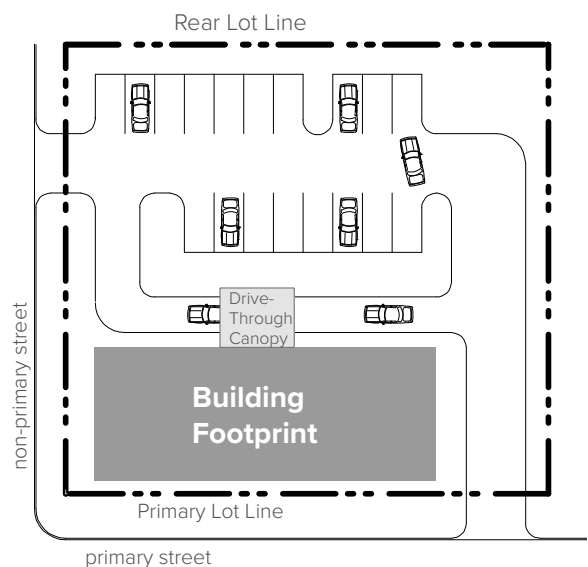 Rear Lot Line
Drive-
Through
Canopy
non-primary street
Building
Footprint
Primary Lot Line
primary street